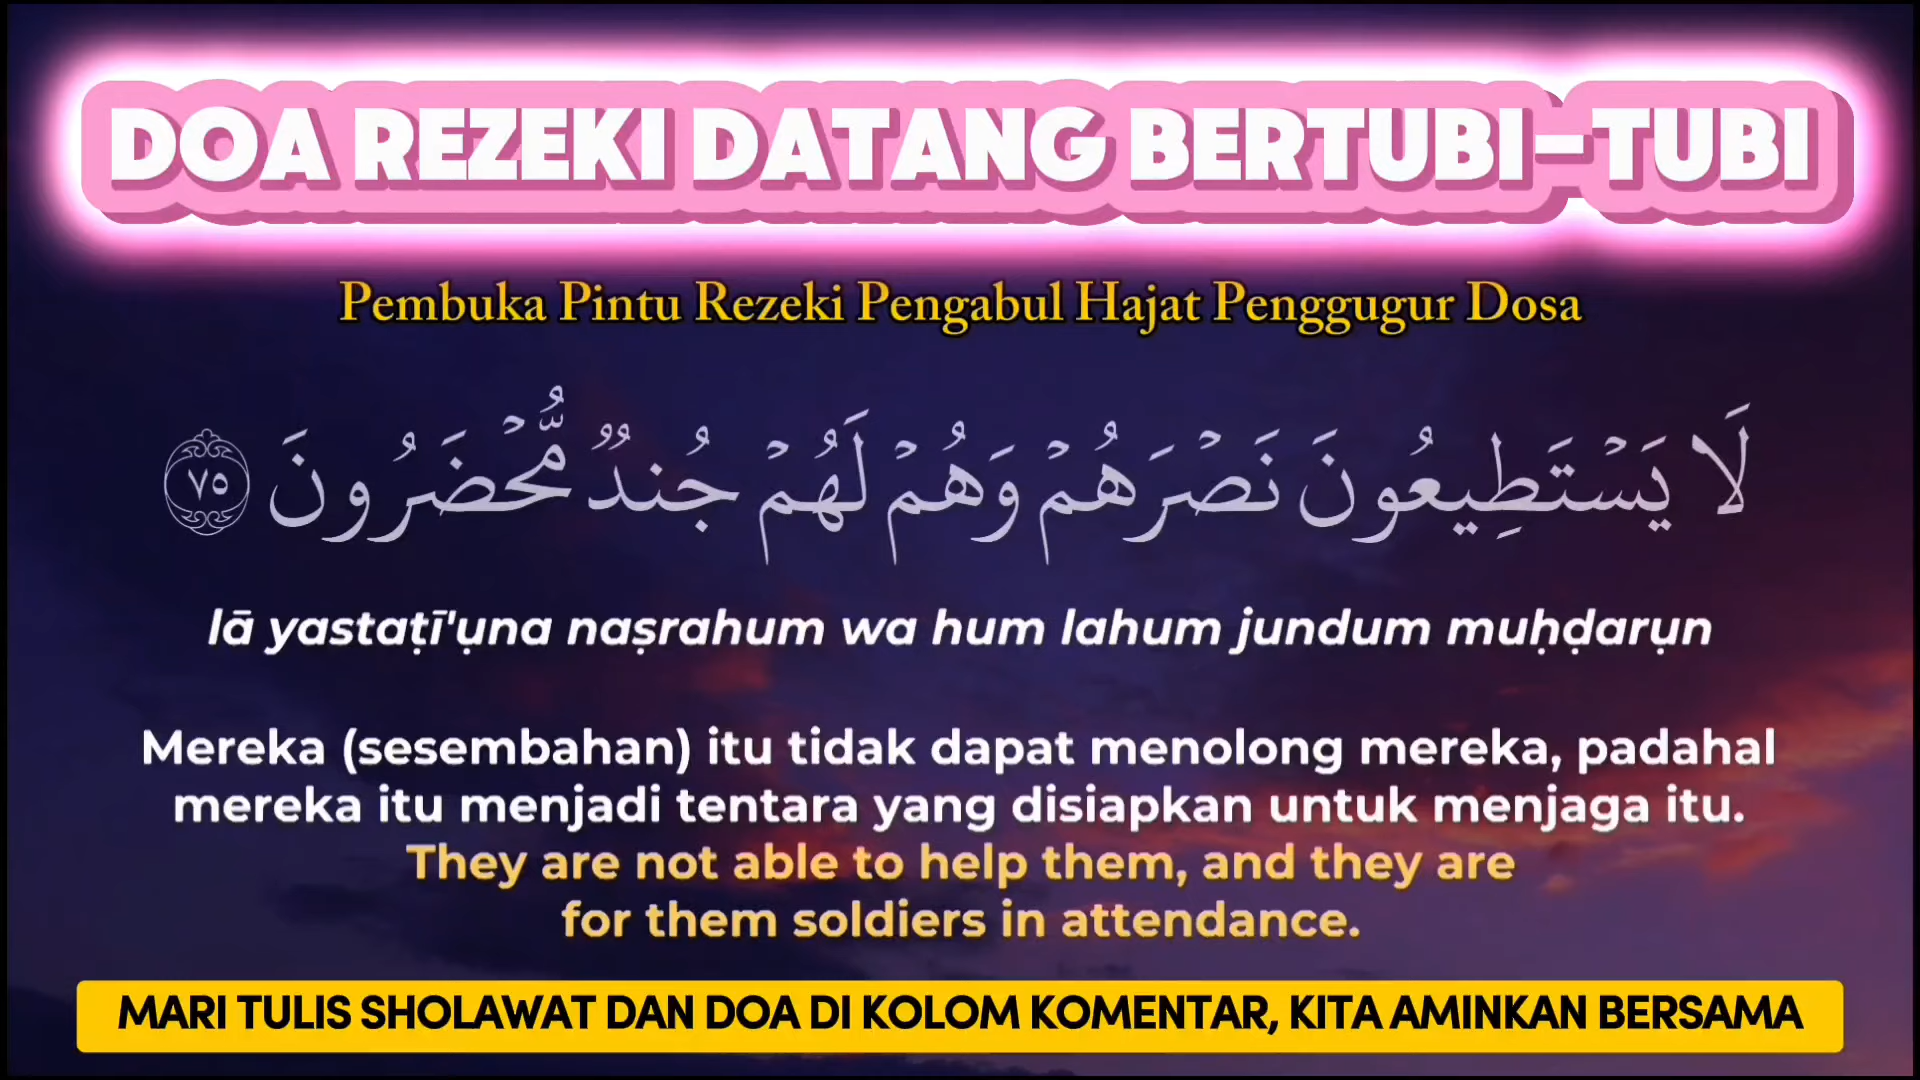 DOA REZEKI DATANG BERTUBI-TUBI
Pembuka Pintu Rezeki Pengabul Hajat Penggugur Dosa
لَا يَسْتَطِيعُونَ نَصْرَهُمْ وَهُمْ لَهُمْ جُندٌ مُّحْضَرُونَ ٧٥
lā yastaṭī'ụna naṣrahum wa hum lahum jundum muḥḍarụn
Mereka (sesembahan) itu tidak dapat menolong mereka, padahal
mereka itu menjadi tentara yang disiapkan untuk menjaga itu.
They are not able to help them, and they are
for them soldiers in attendance.
MARI TULIS SHOLAWAT DAN DOA DI KOLOM KOMENTAR, KITA AMINKAN BERSAMA